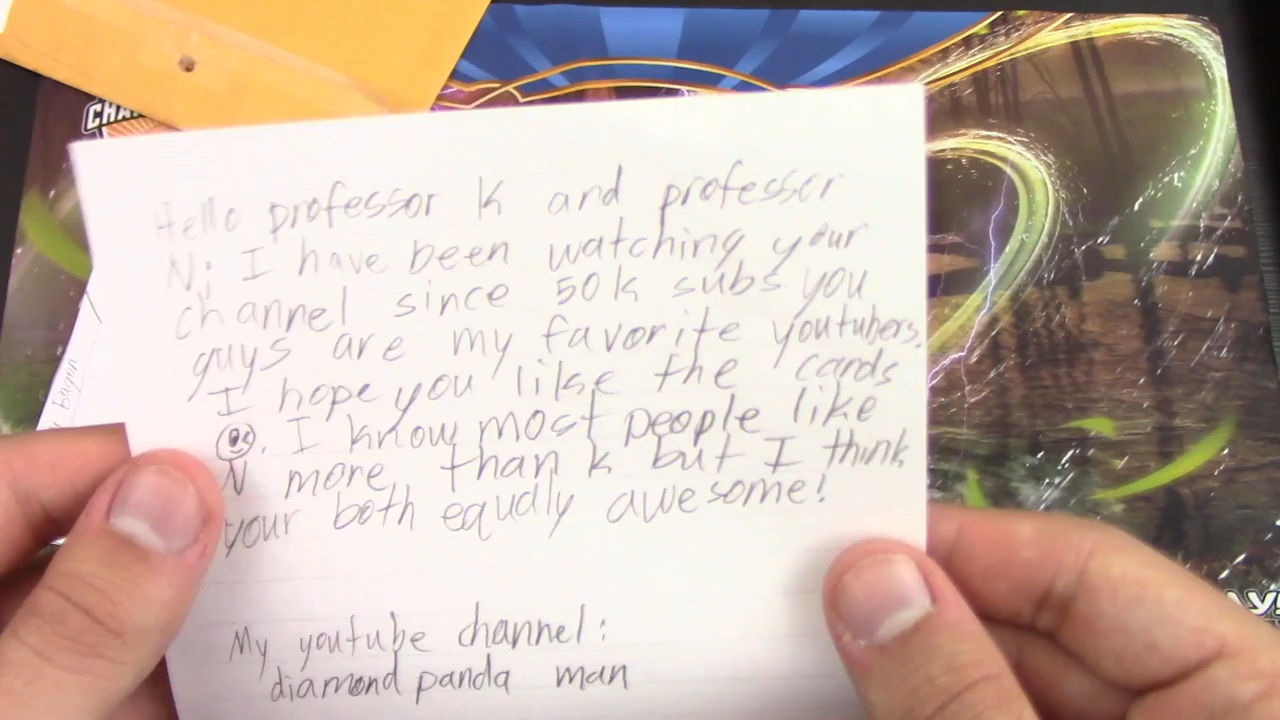 CHA
Hello professor K and professor
N; I have been watching your
channel since 50k subs you
guys are my favorite youtubers.
I hope you like the cards
. I know most people like
N more than k but I think
your both equally awesome!
My youtube channel:
diamond panda man